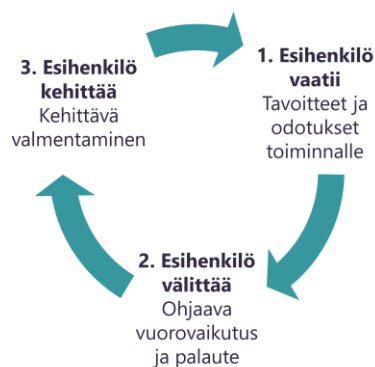 1. Esihenkilö
vaatii
Tavoitteet ja
odotukset
toiminnalle
2. Esihenkilö
välittää
Ohjaava
vuorovaikutus
ja palaute
3. Esihenkilö
kehittää
Kehittävä
valmentaminen